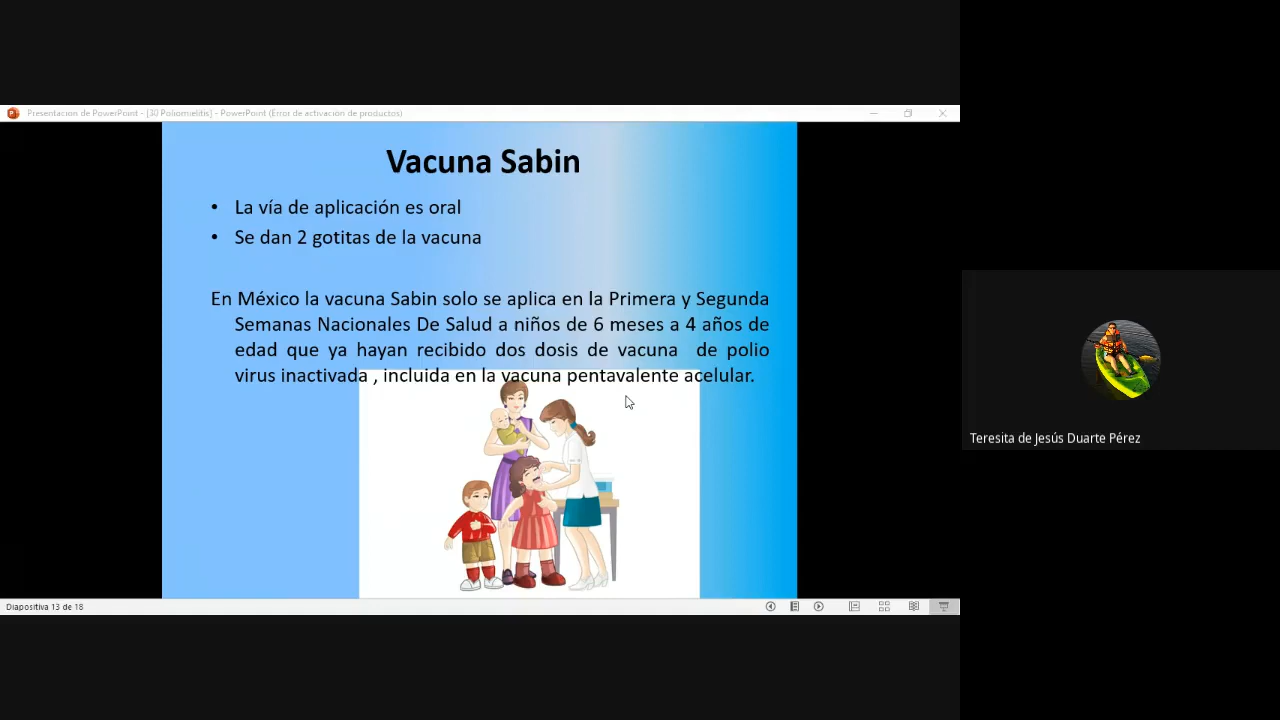 Presentación de PowerPoint - [30 Poliomielitis] - PowerPoint (Error de activación de productos)
Vacuna Sabin
• La vía de aplicación es oral
• Se dan 2 gotitas de la vacuna
En México la vacuna Sabin solo se aplica en la Primera y Segunda
Semanas Nacionales De Salud a niños de 6 meses a 4 años de
edad que ya hayan recibido dos dosis de vacuna de polio
virus inactivada , incluida en la vacuna pentavalente acelular.
Teresita de Jesús Duarte Pérez
Diapositiva 13 de 18